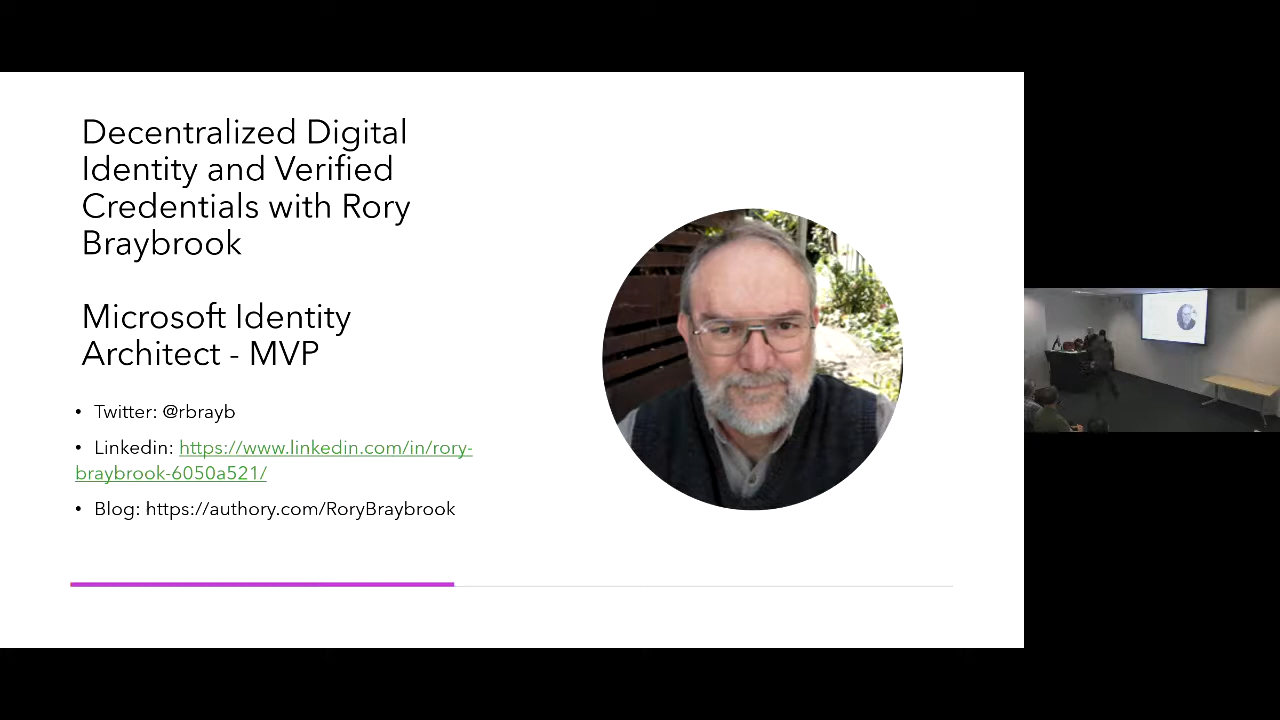 Decentralized Digital
Identity and Verified
Credentials with Rory
Braybrook
Microsoft Identity
Architect - MVP
• Twitter: @rbrayb
• Linkedin: https://www.linkedin.com/in/rory-
braybrook-6050a521/
• Blog: https://authory.com/RoryBraybrook